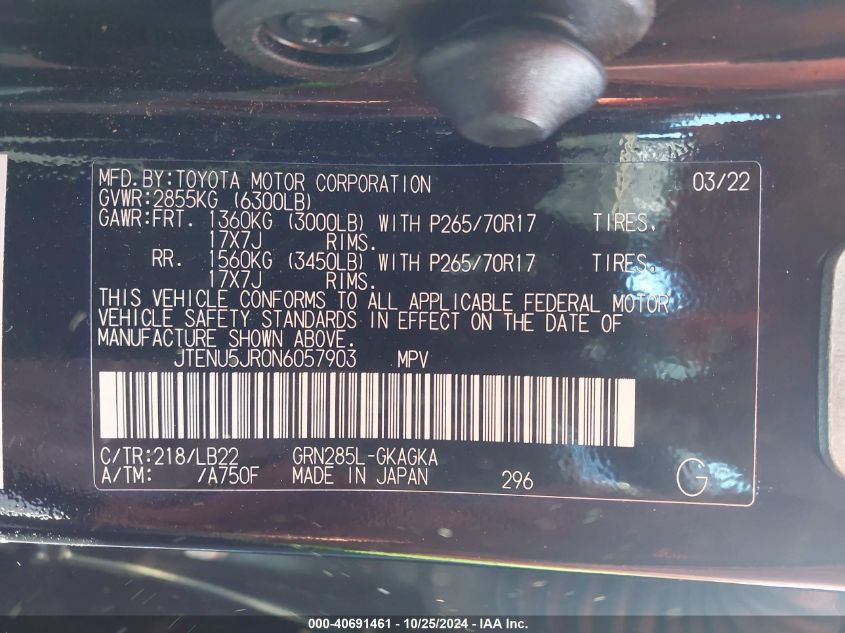 MFD.BY:TOYOTA MOTOR CORPORATION 03/22
GVWR:2855KG (6300LB)
GAWR:FRT. 1360KG (3000LB) WITH P265/70R17 TIRES.
17X7J RIMS.
RR. 1560KG (3450LB) WITH P265/70R17 TIRES.
17X7J RIMS.
THIS VEHICLE CONFORMS TO ALL APPLICABLE FEDERAL MOTOR
VEHICLE SAFETY STANDARDS IN EFFECT ON THE DATE OF
MANUFACTURE SHOWN ABOVE.
JTENU5JR0N6057903 MPV
C/TR:218/LB22 GRN285L-GKAGKA
A/TM: /A750F MADE IN JAPAN 296 G
000-40691461 - 10/25/2024 - IAA Inc.